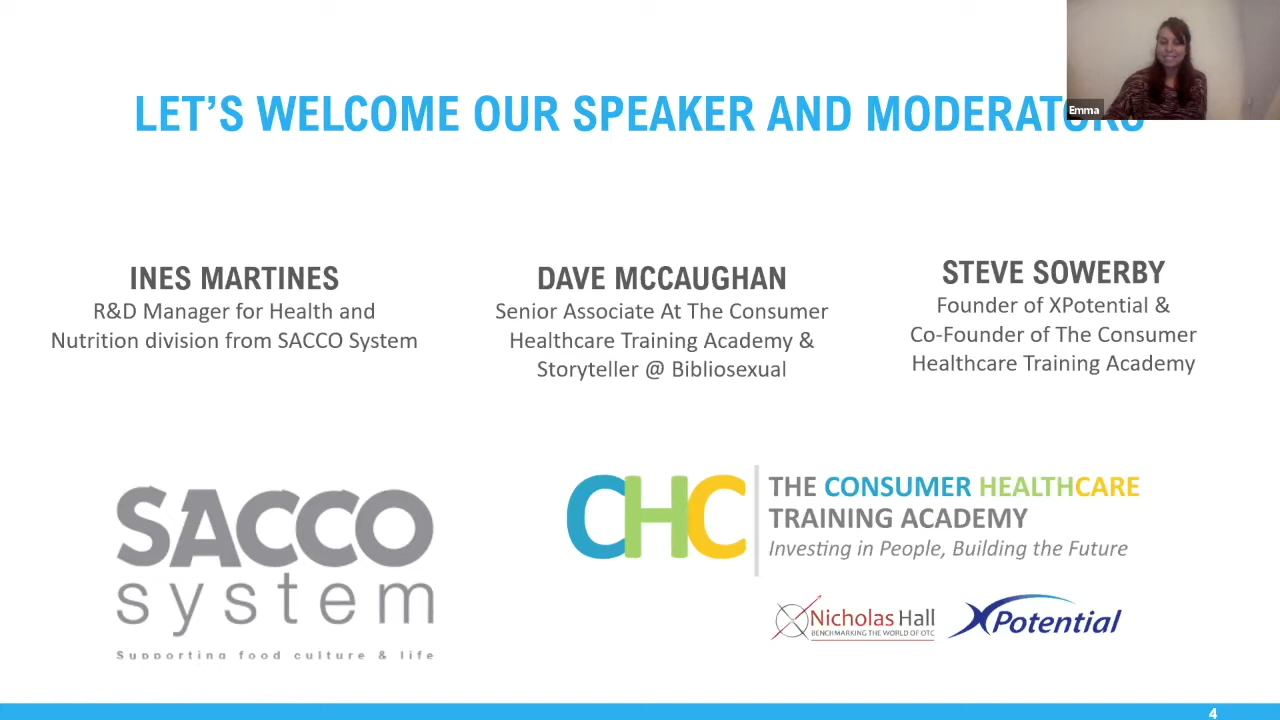 LET'S WELCOME OUR SPEAKER AND MODERATORS
Emma
INES MARTINES
R&D Manager for Health and
Nutrition division from SACCO System
DAVE MCCAUGHAN
Senior Associate At The Consumer
Healthcare Training Academy &
Storyteller @ Bibliosexual
STEVE SOWERBY
Founder of XPotential &
Co-Founder of The Consumer
Healthcare Training Academy
SACCO
system
Supporting food culture & life
CHC
THE CONSUMER HEALTHCARE
TRAINING ACADEMY
Investing in People, Building the Future
Nicholas Hall
BENCHMARKING THE WORLD OF OTC
XPotential
4